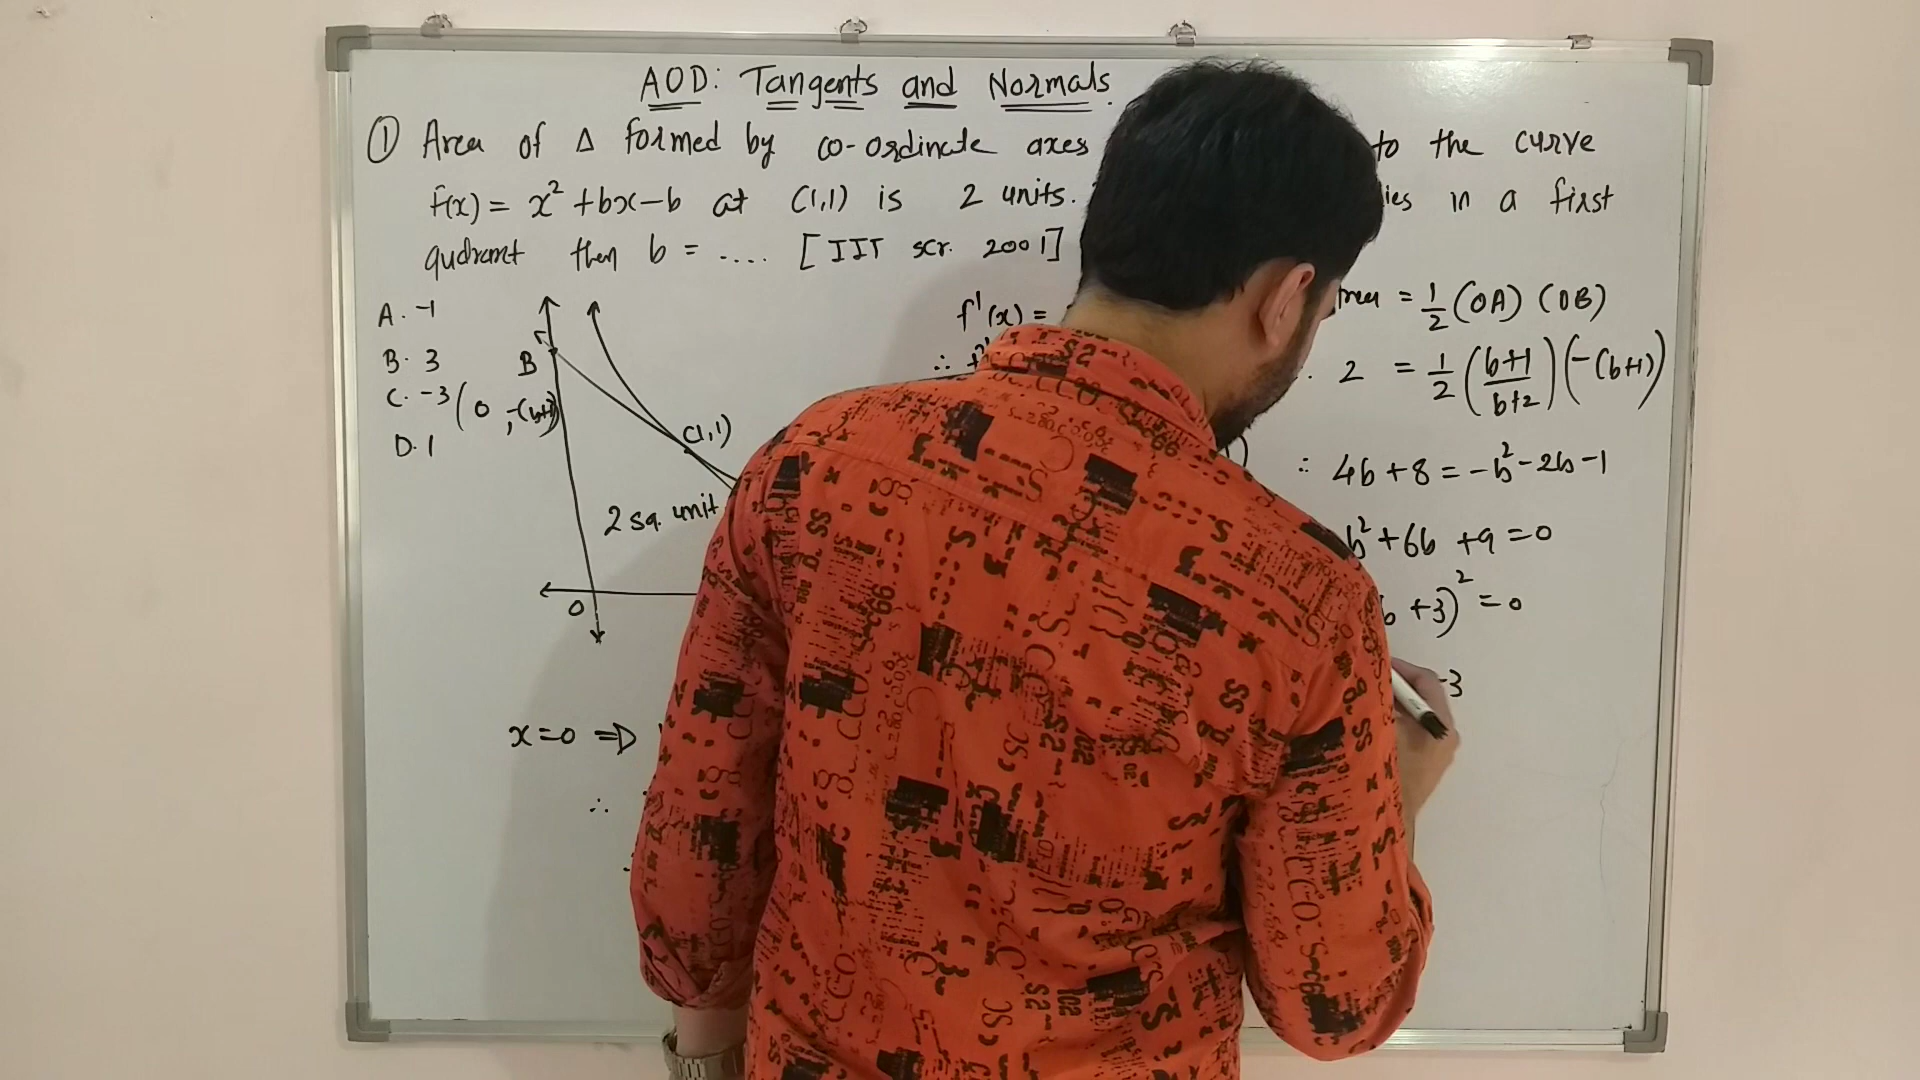 AOD: Tangents and Normals.
① Area of Δ formed by co-ordinate axes to the curve
f(x) = x² + bx - b at (1,1) is 2 units. in a first
qudrant then b = .... [IIT scr. 2001]
A. -1
B. 3
C. -3
D. 1
B
(0, -(b+1))
(1,1)
2 sq. unit
O
x=0 ⇒
∴
f'(x) =
∴
= 1/2 (OA) (OB)
2 = 1/2 ((b+1)/(b+2)) (-(b+1))
∴ 4b + 8 = -b² - 2b - 1
b² + 6b + 9 = 0
b + 3)² = 0
-3